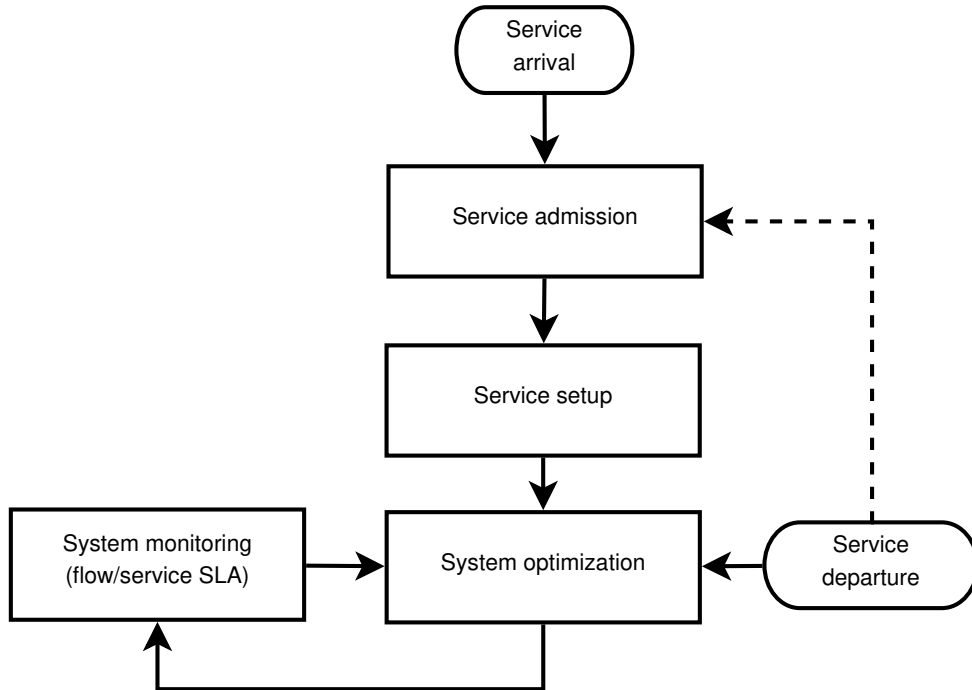 Service
arrival
Service admission
Service setup
System monitoring
(flow/service SLA)
System optimization
Service
departure